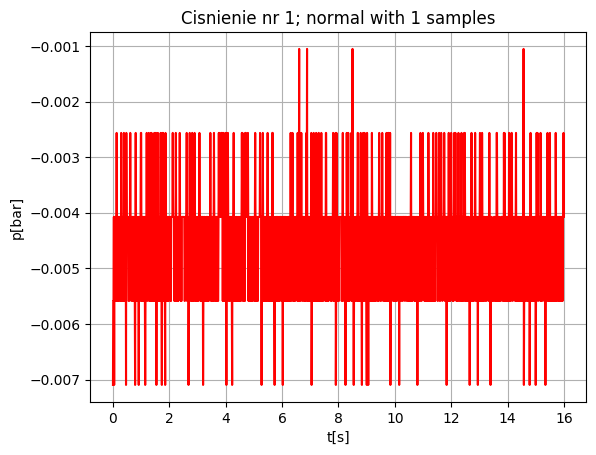 Cisnienie nr 1; normal with 1 samples
−0.001
−0.002
−0.003
−0.004
−0.005
−0.006
−0.007
p[bar]
0 2 4 6 8 10 12 14 16
t[s]